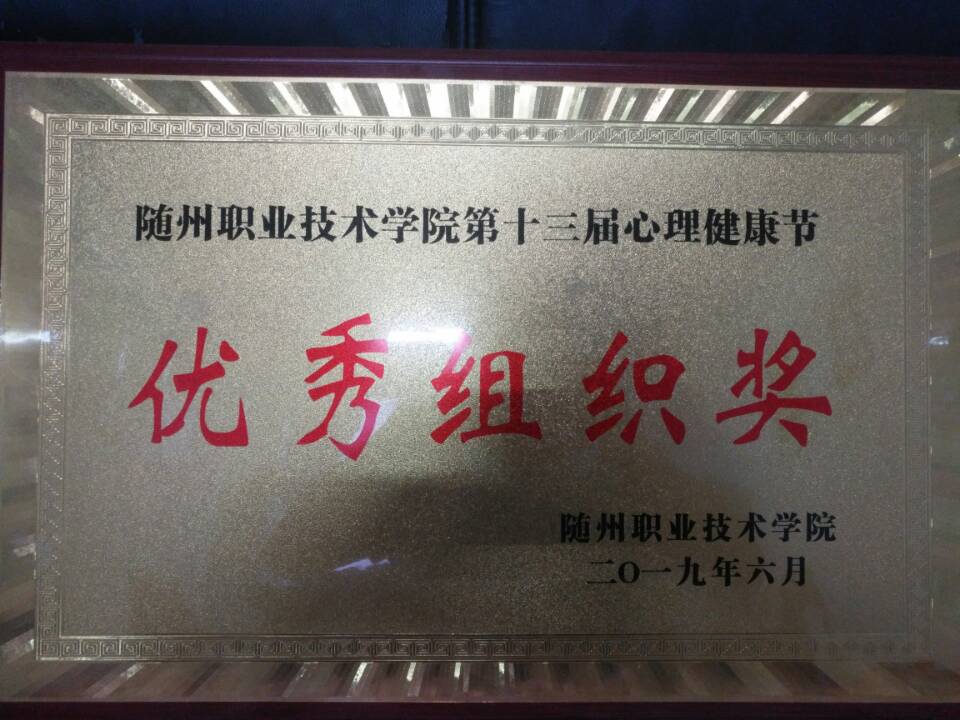 随州职业技术学院第十三届心理健康节
优秀组织奖
随州职业技术学院
二O一九年六月